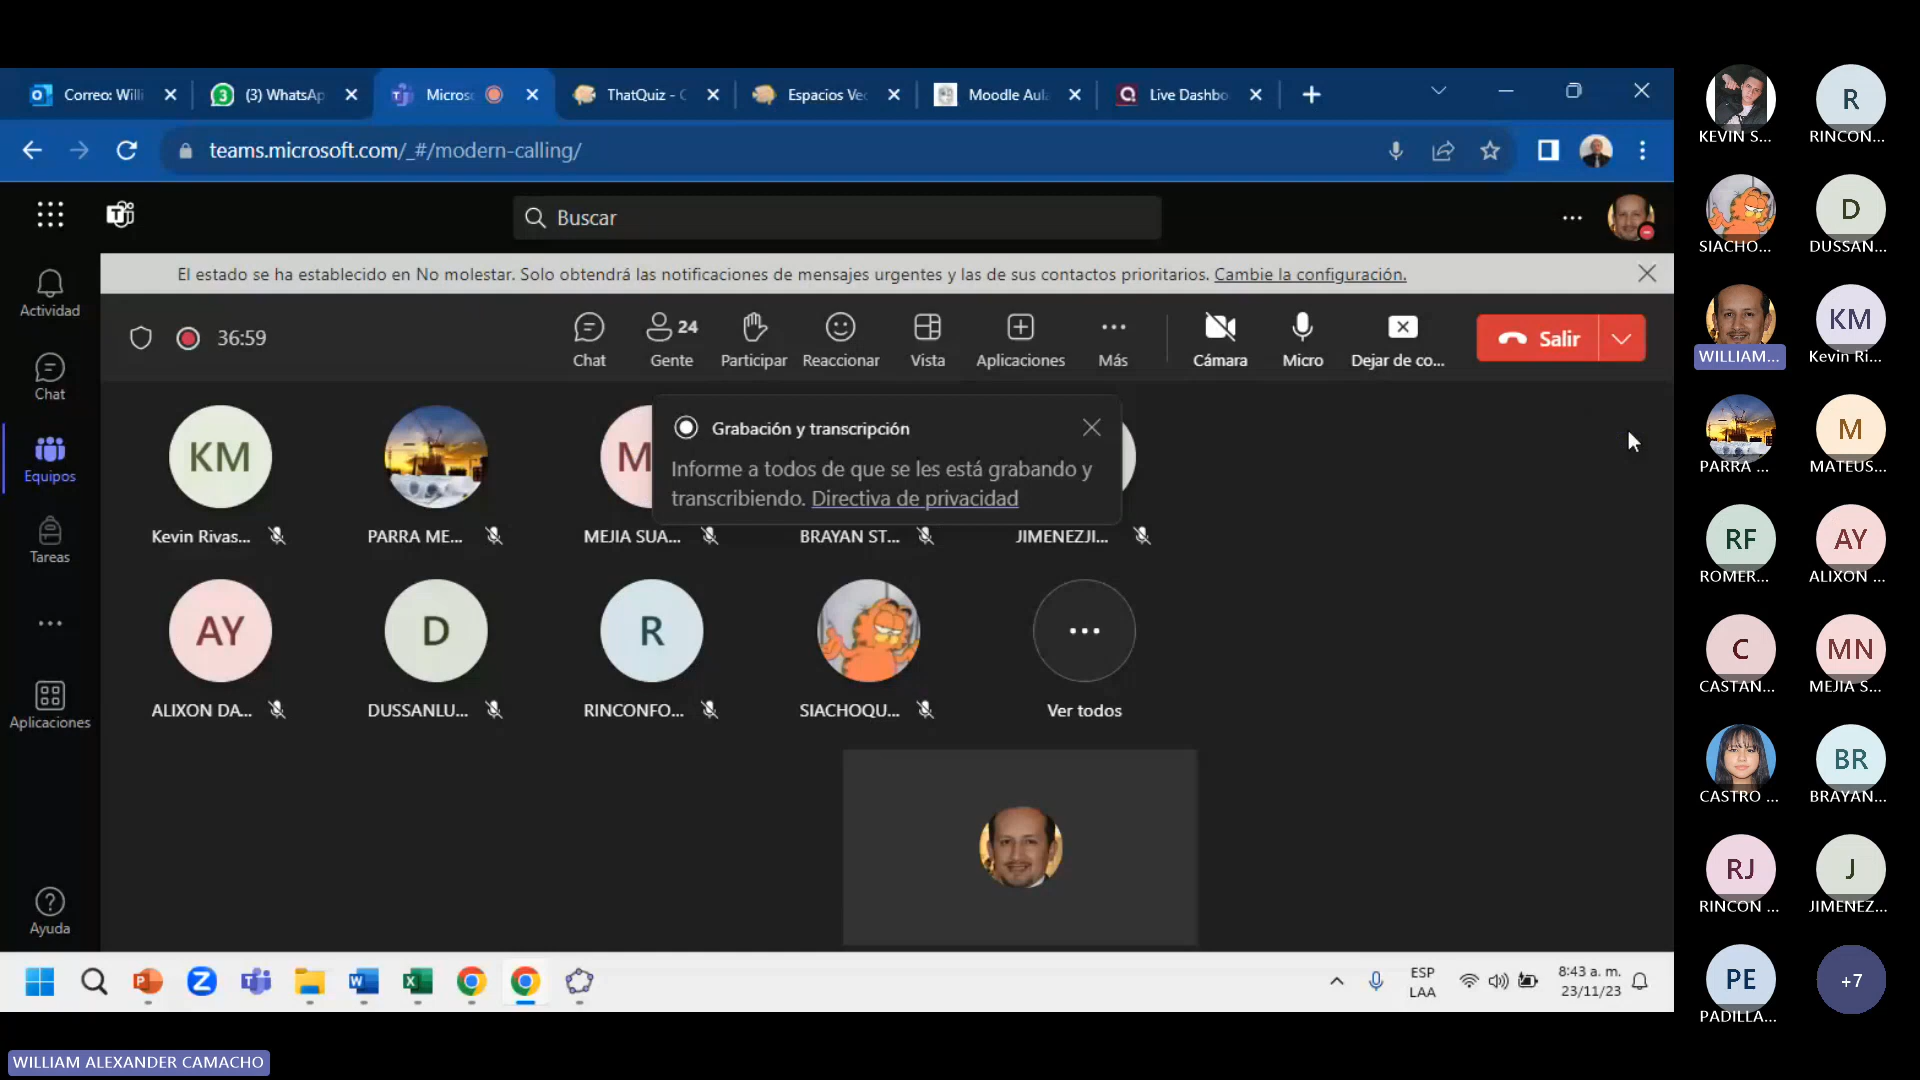 Correo: Willi
(3) WhatsAp
Micros
ThatQuiz - C
Espacios Vec
Moodle Aul
Live Dashbo
teams.microsoft.com/_#/modern-calling/
Buscar
El estado se ha establecido en No molestar. Solo obtendrá las notificaciones de mensajes urgentes y las de sus contactos prioritarios. Cambie la configuración.
Actividad
Chat
Equipos
Tareas
Aplicaciones
Ayuda
36:59
Chat
24
Gente
Participar
Reaccionar
Vista
Aplicaciones
Más
Cámara
Micro
Dejar de co...
Salir
Grabación y transcripción
Informe a todos de que se les está grabando y
transcribiendo. Directiva de privacidad
KM
M
Kevin Rivas...
PARRA ME...
MEJIA SUA...
BRAYAN ST...
JIMENEZJI...
AY
D
R
ALIXON DA...
DUSSANLU...
RINCONFO...
SIACHOQU...
Ver todos
ESP
LAA
8:43 a. m.
23/11/23
WILLIAM ALEXANDER CAMACHO
R
KEVIN S...
RINCON...
D
SIACHO...
DUSSAN...
KM
WILLIAM...
Kevin Ri...
M
PARRA ...
MATEUS...
RF
AY
ROMER...
ALIXON ...
C
MN
CASTAN...
MEJIA S...
BR
CASTRO ...
BRAYAN...
RJ
J
RINCON ...
JIMENEZ...
PE
+7
PADILLA...